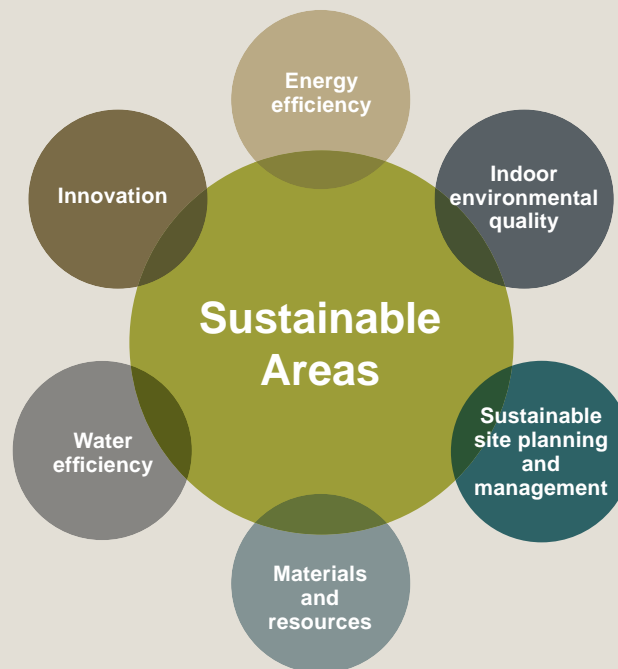 Energy
efficiency
Innovation
Indoor
environmental
quality
Sustainable
Areas
Water
efficiency
Sustainable
site planning
and
management
Materials
and
resources